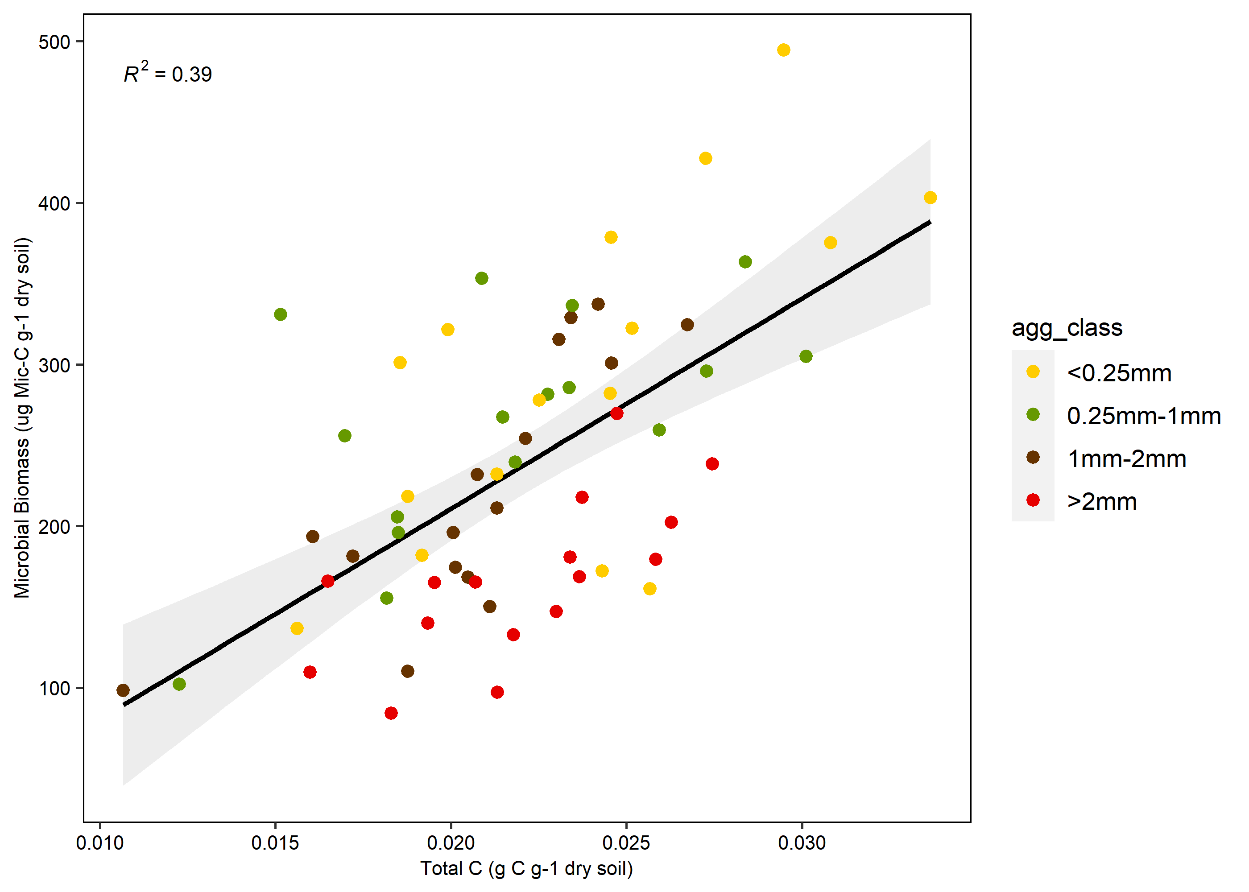 R² = 0.39
500
400
300
200
100
Microbial Biomass (ug Mic-C g-1 dry soil)
0.010 0.015 0.020 0.025 0.030
Total C (g C g-1 dry soil)
agg_class
<0.25mm
0.25mm-1mm
1mm-2mm
>2mm